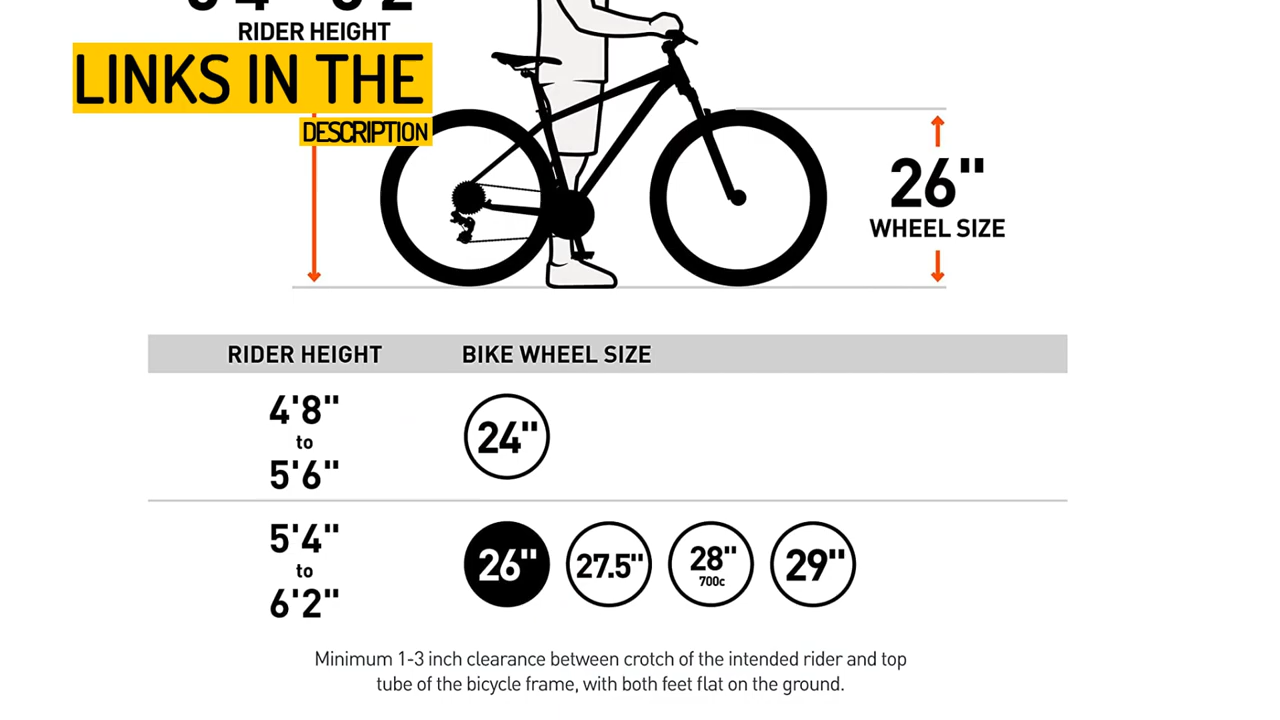 RIDER HEIGHT
LINKS IN THE
DESCRIPTION
26"
WHEEL SIZE
RIDER HEIGHT BIKE WHEEL SIZE
4'8"
to
5'6"
24"
5'4"
to
6'2"
26" 27.5" 28" 29"
700c
Minimum 1-3 inch clearance between crotch of the intended rider and top
tube of the bicycle frame, with both feet flat on the ground.